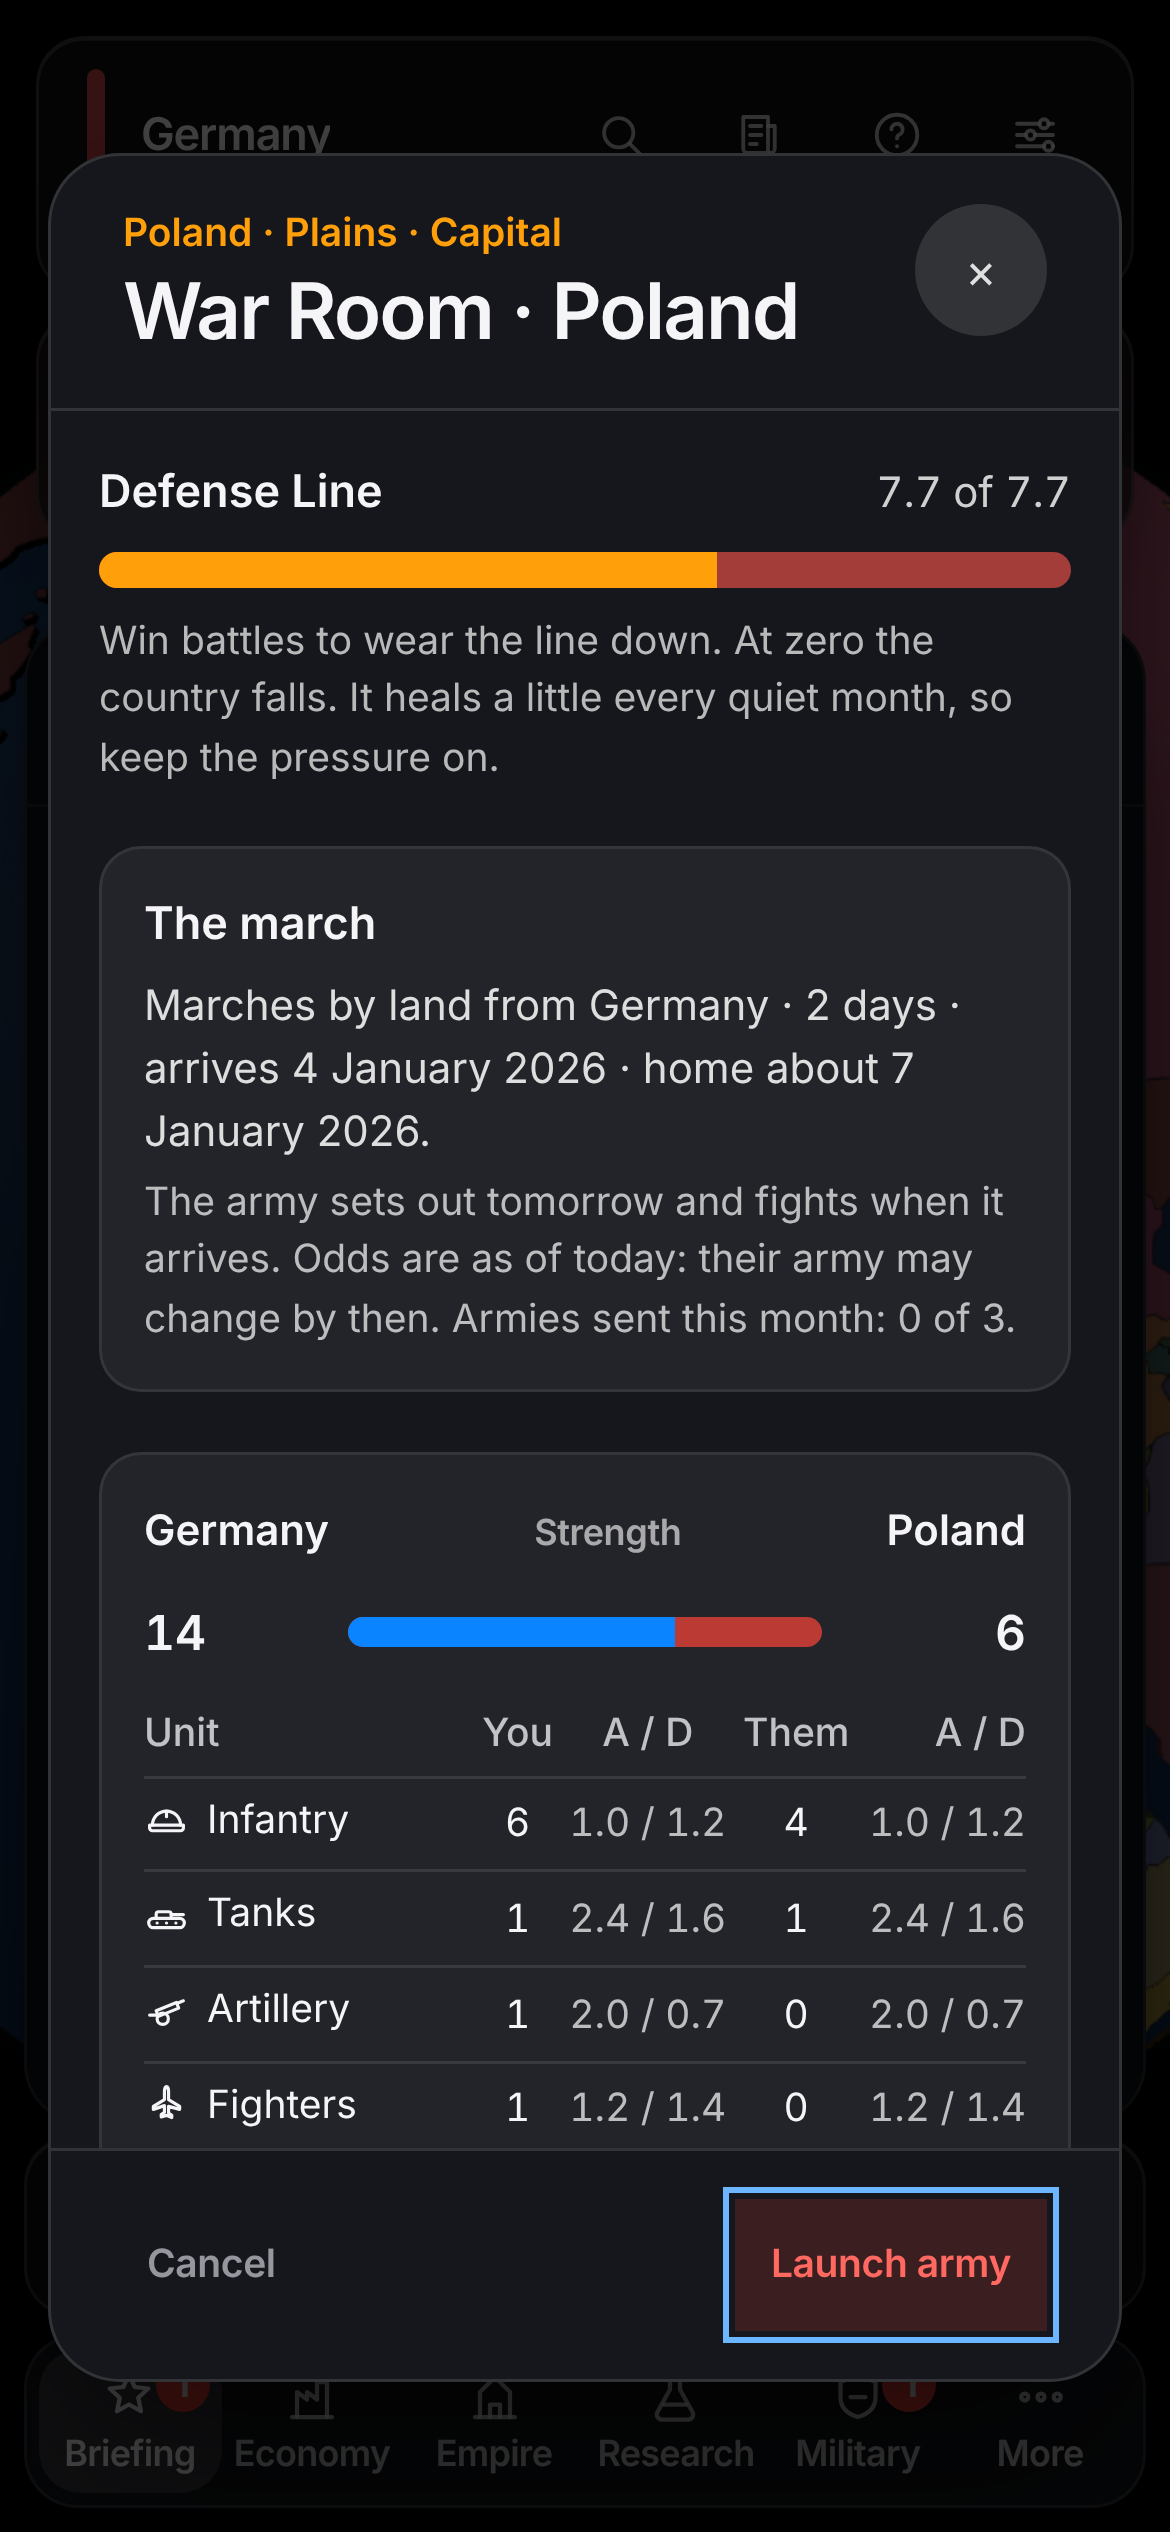 Germany
Poland · Plains · Capital
War Room · Poland
×
Defense Line 7.7 of 7.7
Win battles to wear the line down. At zero the
country falls. It heals a little every quiet month, so
keep the pressure on.
The march
Marches by land from Germany · 2 days ·
arrives 4 January 2026 · home about 7
January 2026.
The army sets out tomorrow and fights when it
arrives. Odds are as of today: their army may
change by then. Armies sent this month: 0 of 3.
Germany Strength Poland
14 6
Unit You A / D Them A / D
Infantry 6 1.0 / 1.2 4 1.0 / 1.2
Tanks 1 2.4 / 1.6 1 2.4 / 1.6
Artillery 1 2.0 / 0.7 0 2.0 / 0.7
Fighters 1 1.2 / 1.4 0 1.2 / 1.4
Cancel Launch army
Briefing Economy Empire Research Military More